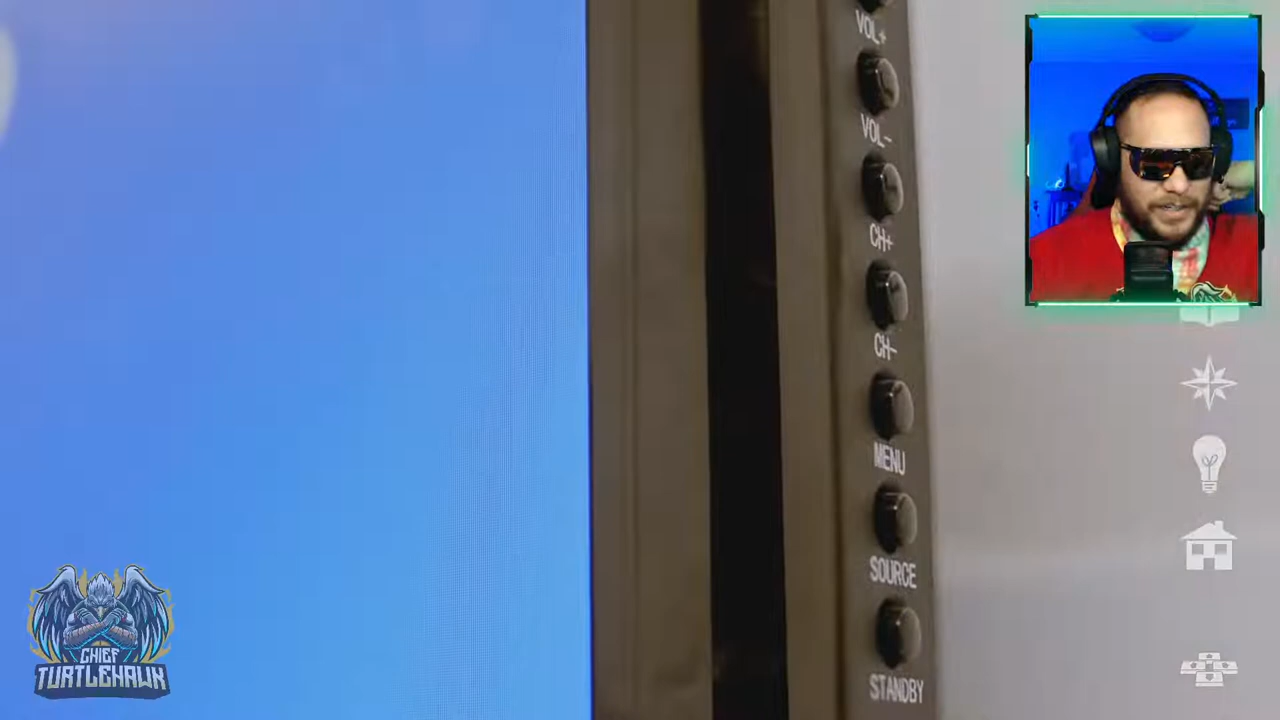 VOL+
VOL-
CH+
CH-
MENU
SOURCE
STANDBY
CHIEF
TURTLEHAWK